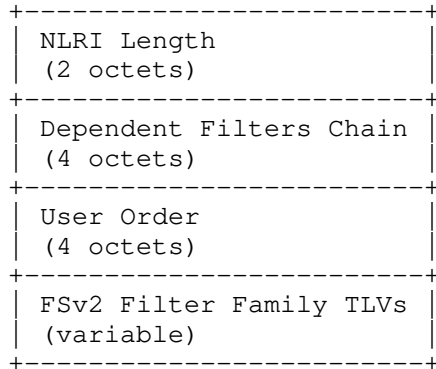 NLRI Length
(2 octets)
Dependent Filters Chain
(4 octets)
User Order
(4 octets)
FSv2 Filter Family TLVs
(variable)